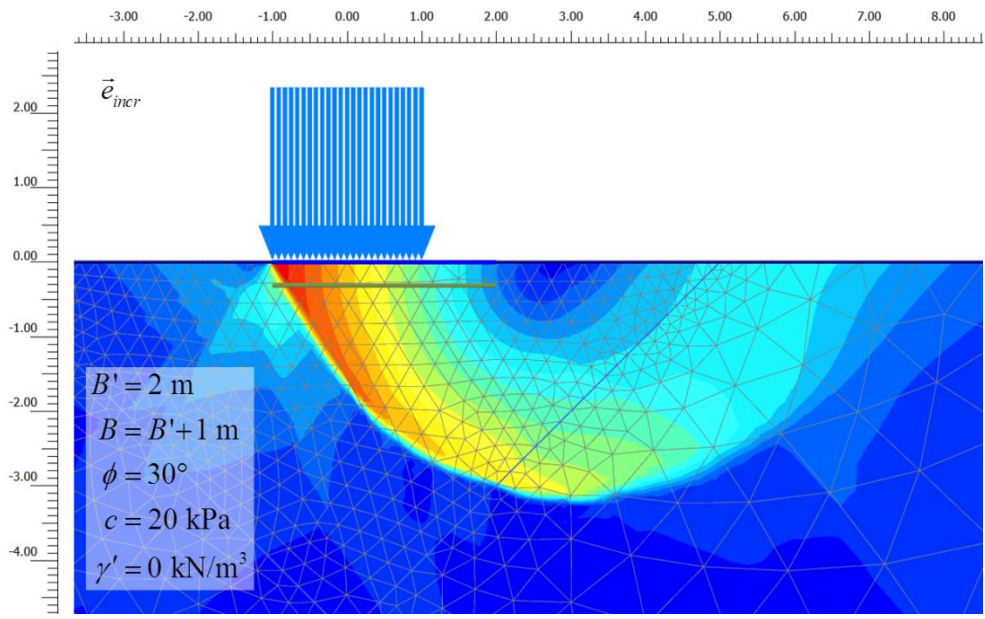 -3.00 -2.00 -1.00 0.00 1.00 2.00 3.00 4.00 5.00 6.00 7.00 8.00
e⃗incr
2.00
1.00
0.00
-1.00
-2.00
-3.00
-4.00
B' = 2 m
B = B'+1 m
ϕ = 30°
c = 20 kPa
γ' = 0 kN/m³